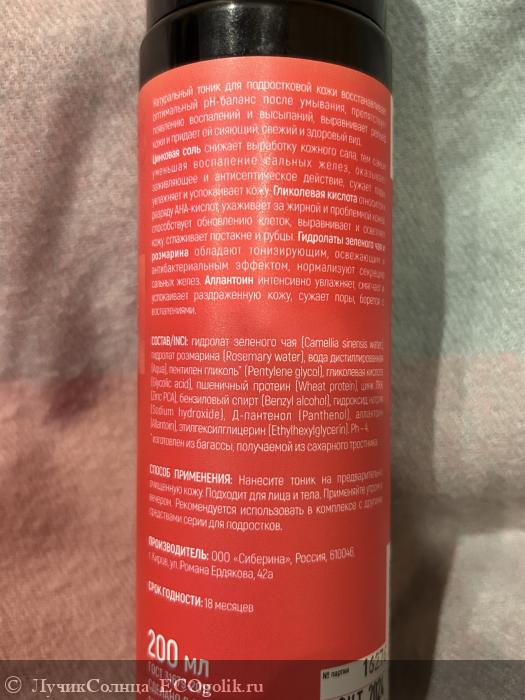 Натуральный тоник для подростковой кожи восстанавливает
оптимальный pH-баланс после умывания, препятствует
появлению воспалений и высыпаний, выравнивает рельеф
кожи и придает ей сияющий, свежий и здоровый вид.
Цинковая соль снижает выработку кожного сала, тем самым
уменьшая воспаление сальных желез, оказывает
заживляющее и антисептическое действие, сужает поры,
увлажняет и успокаивает кожу. Гликолевая кислота относится к
разряду AHA-кислот, ухаживает за жирной и проблемной кожей,
способствует обновлению клеток, выравнивает и осветляет
кожу, сглаживает постакне и рубцы. Гидролаты зеленого чая и
розмарина обладают тонизирующим, освежающим и
антибактериальным эффектом, нормализуют секрецию
сальных желез. Аллантоин интенсивно увлажняет, смягчает и
успокаивает раздраженную кожу, сужает поры, борется с
воспалениями.
СОСТАВ/INCI: гидролат зеленого чая (Camellia sinensis water),
гидролат розмарина (Rosemary water), вода дистиллированная
(Aqua), пентилен гликоль* (Pentylene glycol), гликолевая кислота
(Glycolic acid), пшеничный протеин (Wheat protein), цинк ПКК
(Zinc PCA), бензиловый спирт (Benzyl alcohol), гидроксид натрия
(Sodium hydroxide), Д-пантенол (Panthenol), аллантоин
(Allantoin), этилгексилглицерин (Ethylhexylglycerin). Ph – 4.
*изготовлен из багассы, получаемой из сахарного тростника.
СПОСОБ ПРИМЕНЕНИЯ: Нанесите тоник на предварительно
очищенную кожу. Подходит для лица и тела. Применяйте утром и
вечером. Рекомендуется использовать в комплексе с другими
средствами серии для подростков.
ПРОИЗВОДИТЕЛЬ: ООО «Сиберина», Россия, 610046,
г. Киров, ул. Романа Ердякова, 42а
СРОК ГОДНОСТИ: 18 месяцев
200 мл
№ партии
ЛучикСолнца ECOgolik.ru